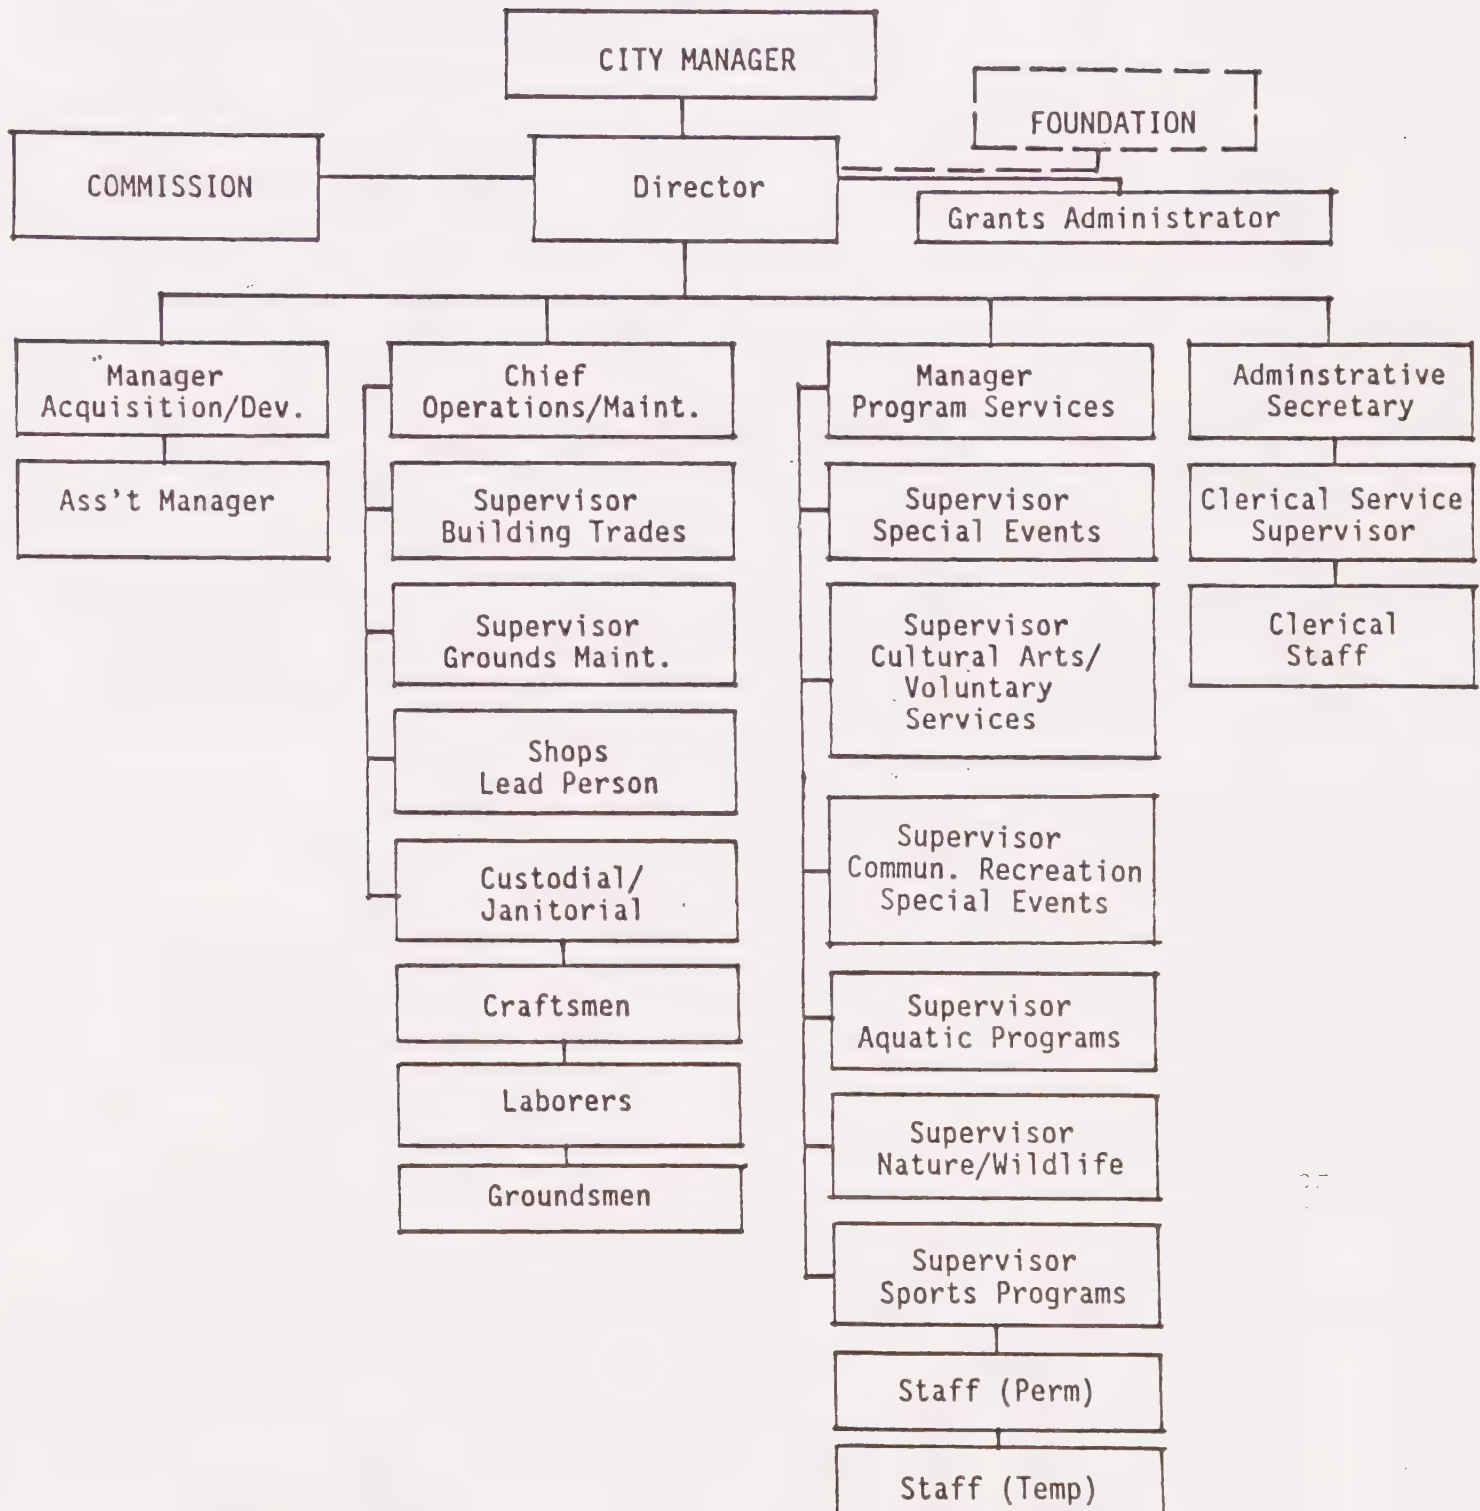 CITY MANAGER
FOUNDATION
COMMISSION
Director
Grants Administrator
Manager
Acquisition/Dev.
Ass't Manager
Chief
Operations/Maint.
Supervisor
Building Trades
Supervisor
Grounds Maint.
Shops
Lead Person
Custodial/
Janitorial
Craftsmen
Laborers
Groundsmen
Manager
Program Services
Supervisor
Special Events
Supervisor
Cultural Arts/
Voluntary
Services
Supervisor
Commun. Recreation
Special Events
Supervisor
Aquatic Programs
Supervisor
Nature/Wildlife
Supervisor
Sports Programs
Staff (Perm)
Staff (Temp)
Adminstrative
Secretary
Clerical Service
Supervisor
Clerical
Staff